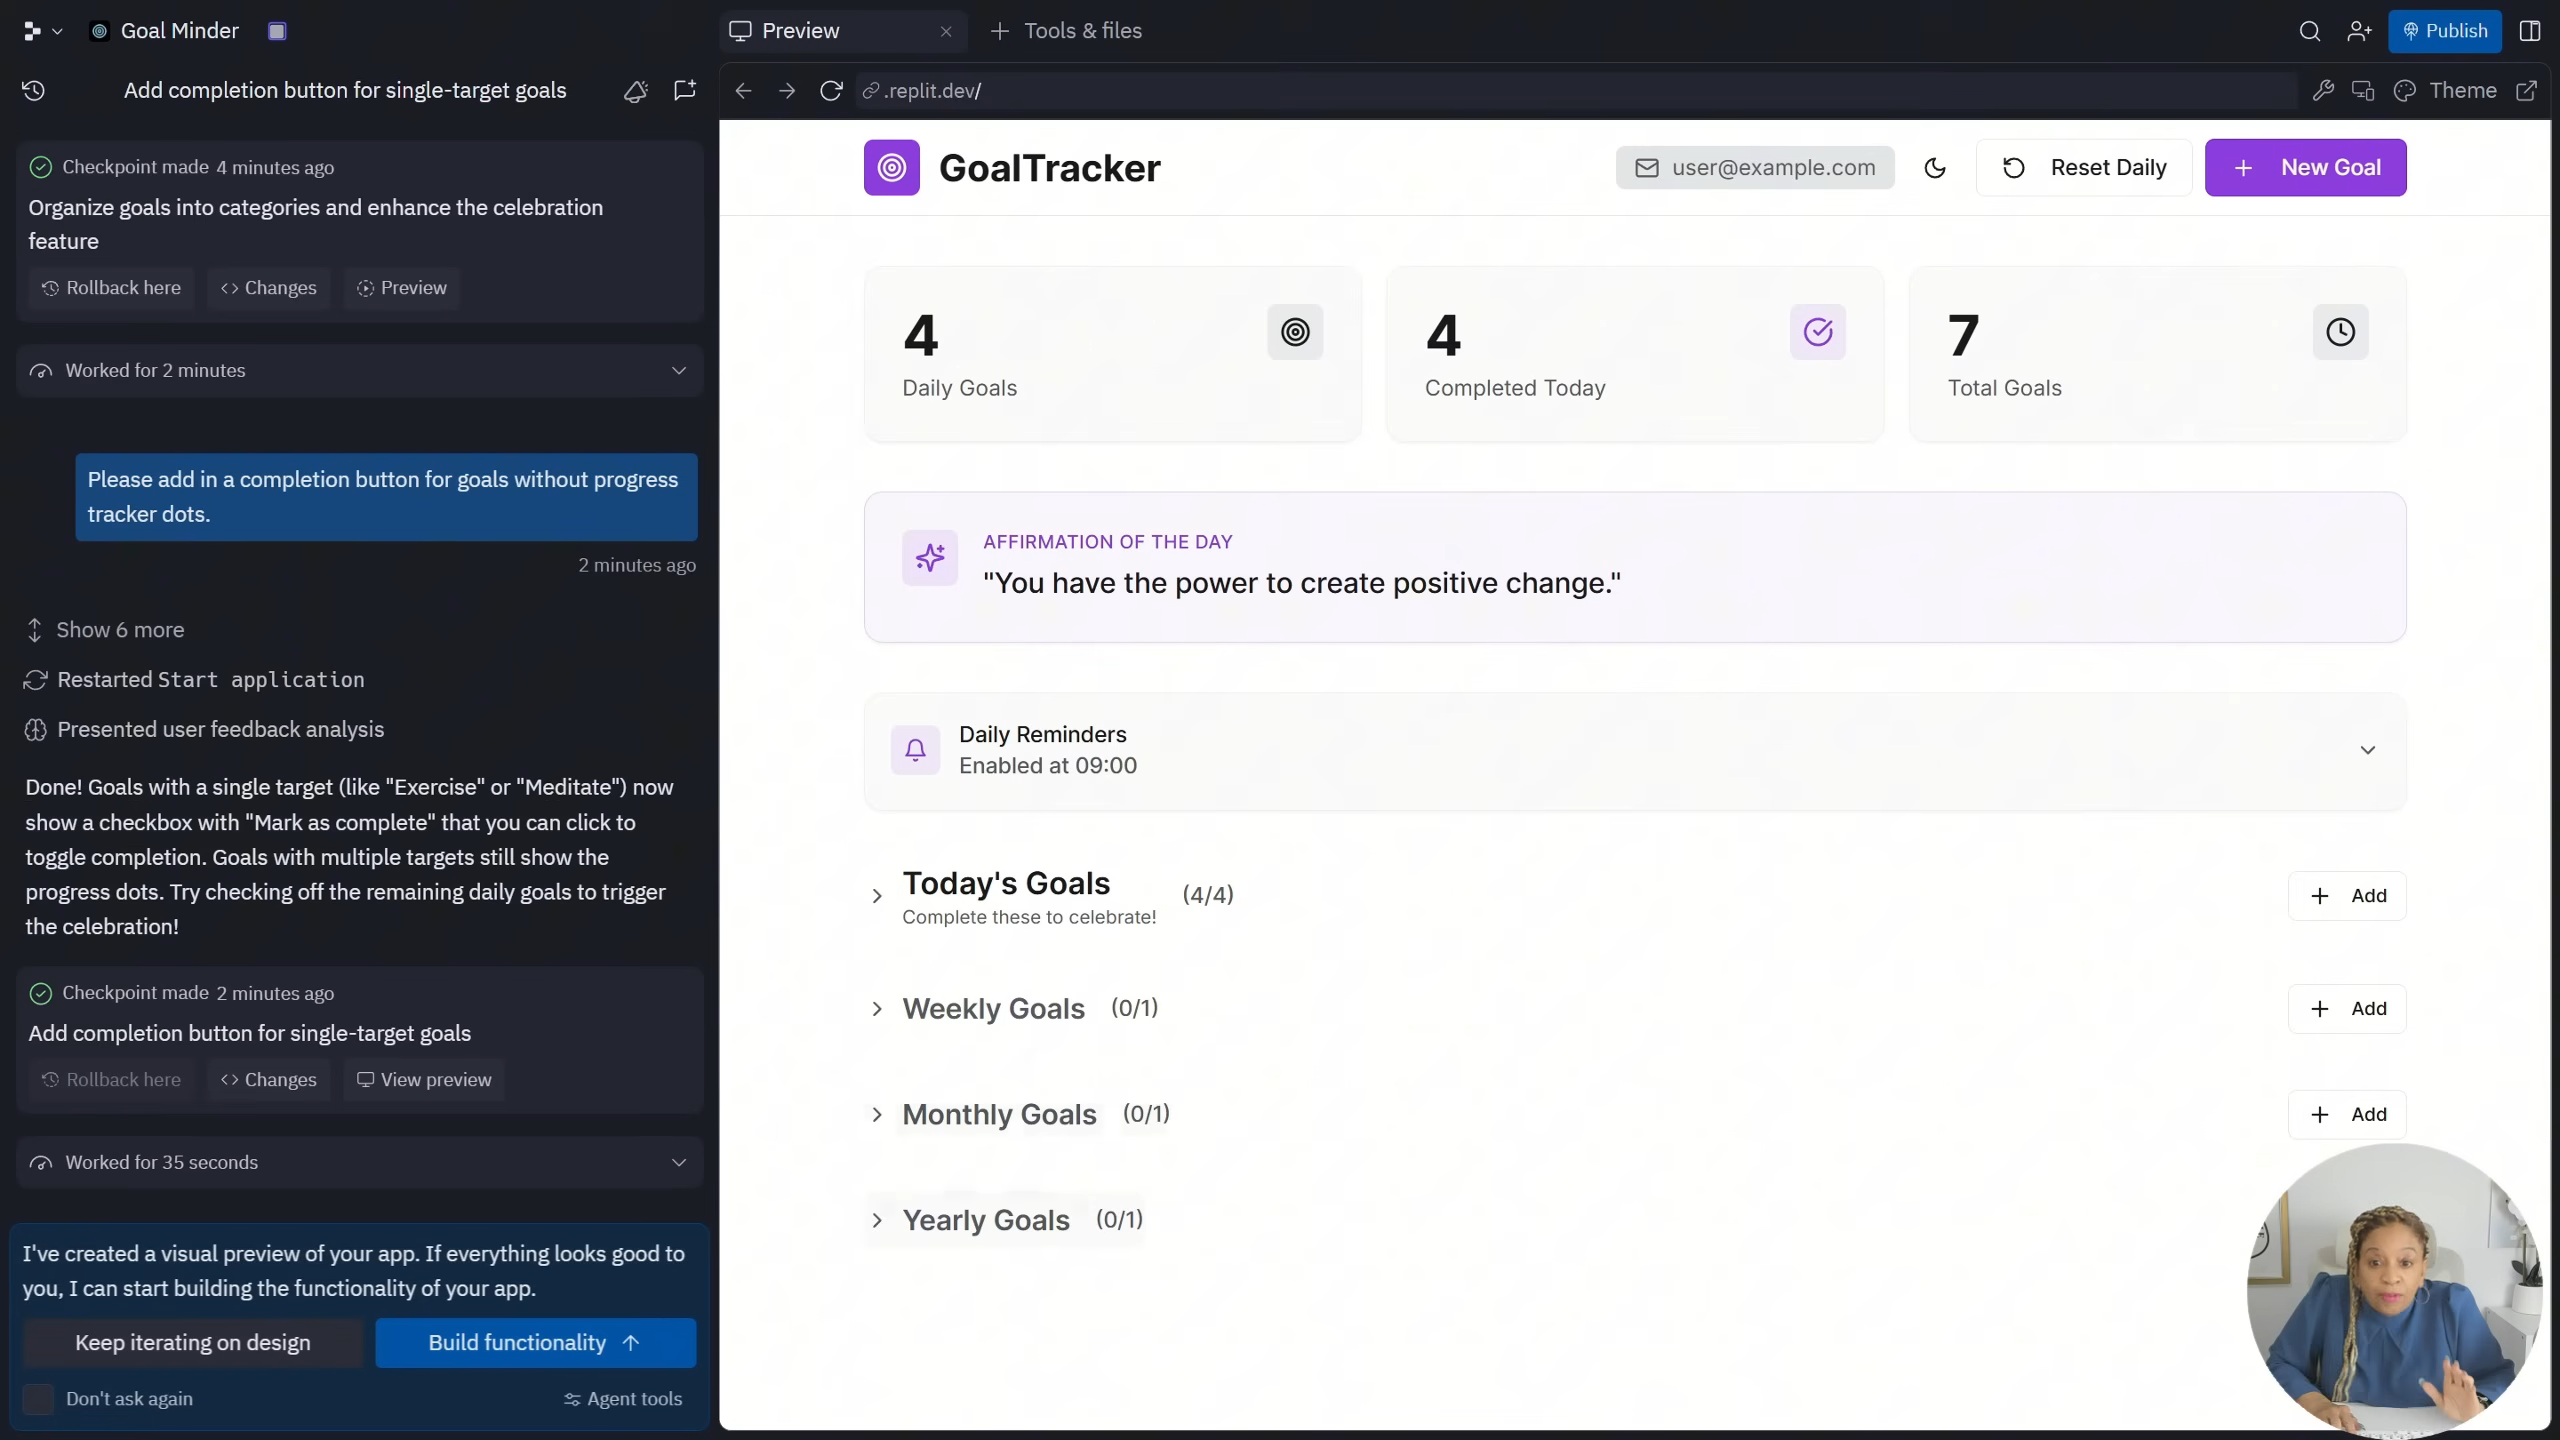 Goal Minder
Preview
Tools & files
Publish
Add completion button for single-target goals
.replit.dev/
Theme
Checkpoint made 4 minutes ago
Organize goals into categories and enhance the celebration
feature
Rollback here
Changes
Preview
Worked for 2 minutes
Please add in a completion button for goals without progress
tracker dots.
2 minutes ago
Show 6 more
Restarted Start application
Presented user feedback analysis
Done! Goals with a single target (like "Exercise" or "Meditate") now
show a checkbox with "Mark as complete" that you can click to
toggle completion. Goals with multiple targets still show the
progress dots. Try checking off the remaining daily goals to trigger
the celebration!
Checkpoint made 2 minutes ago
Add completion button for single-target goals
Rollback here
Changes
View preview
Worked for 35 seconds
I've created a visual preview of your app. If everything looks good to
you, I can start building the functionality of your app.
Keep iterating on design
Build functionality
Don't ask again
Agent tools
GoalTracker
user@example.com
Reset Daily
New Goal
4
Daily Goals
4
Completed Today
7
Total Goals
AFFIRMATION OF THE DAY
"You have the power to create positive change."
Daily Reminders
Enabled at 09:00
Today's Goals (4/4)
Complete these to celebrate!
Add
Weekly Goals (0/1)
Add
Monthly Goals (0/1)
Add
Yearly Goals (0/1)